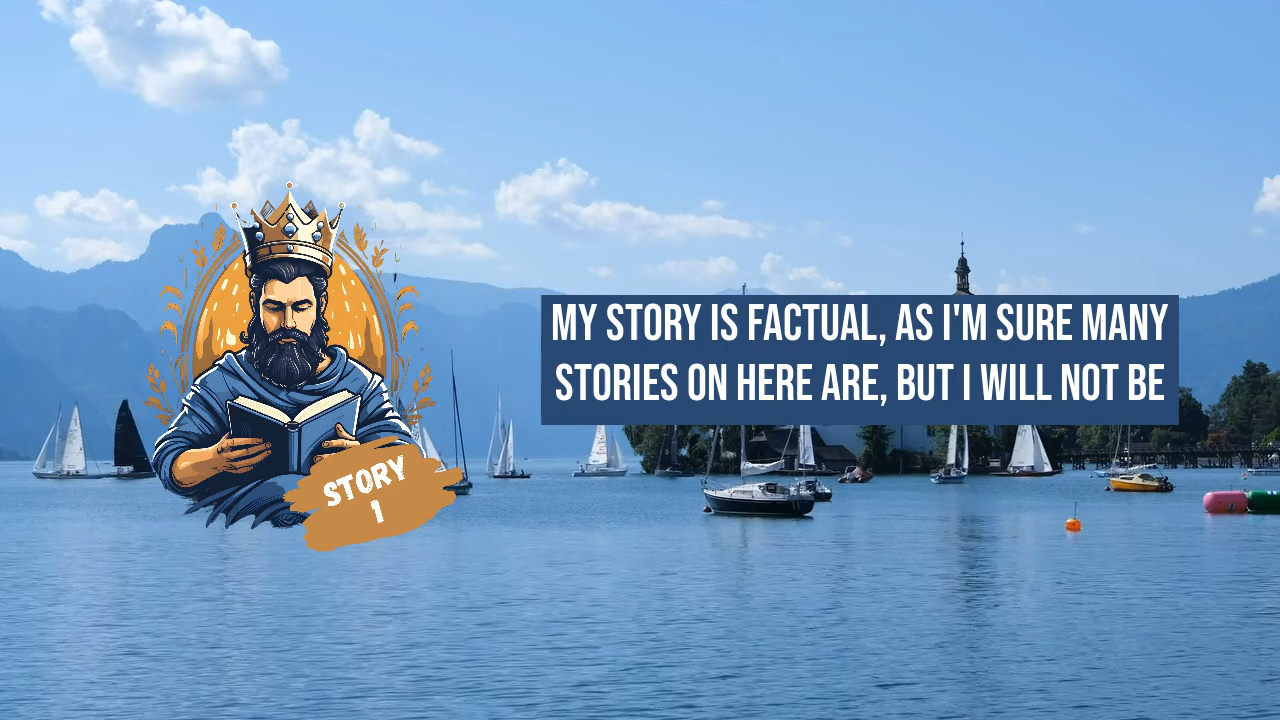 MY STORY IS FACTUAL, AS I'M SURE MANY
STORIES ON HERE ARE, BUT I WILL NOT BE
STORY
1